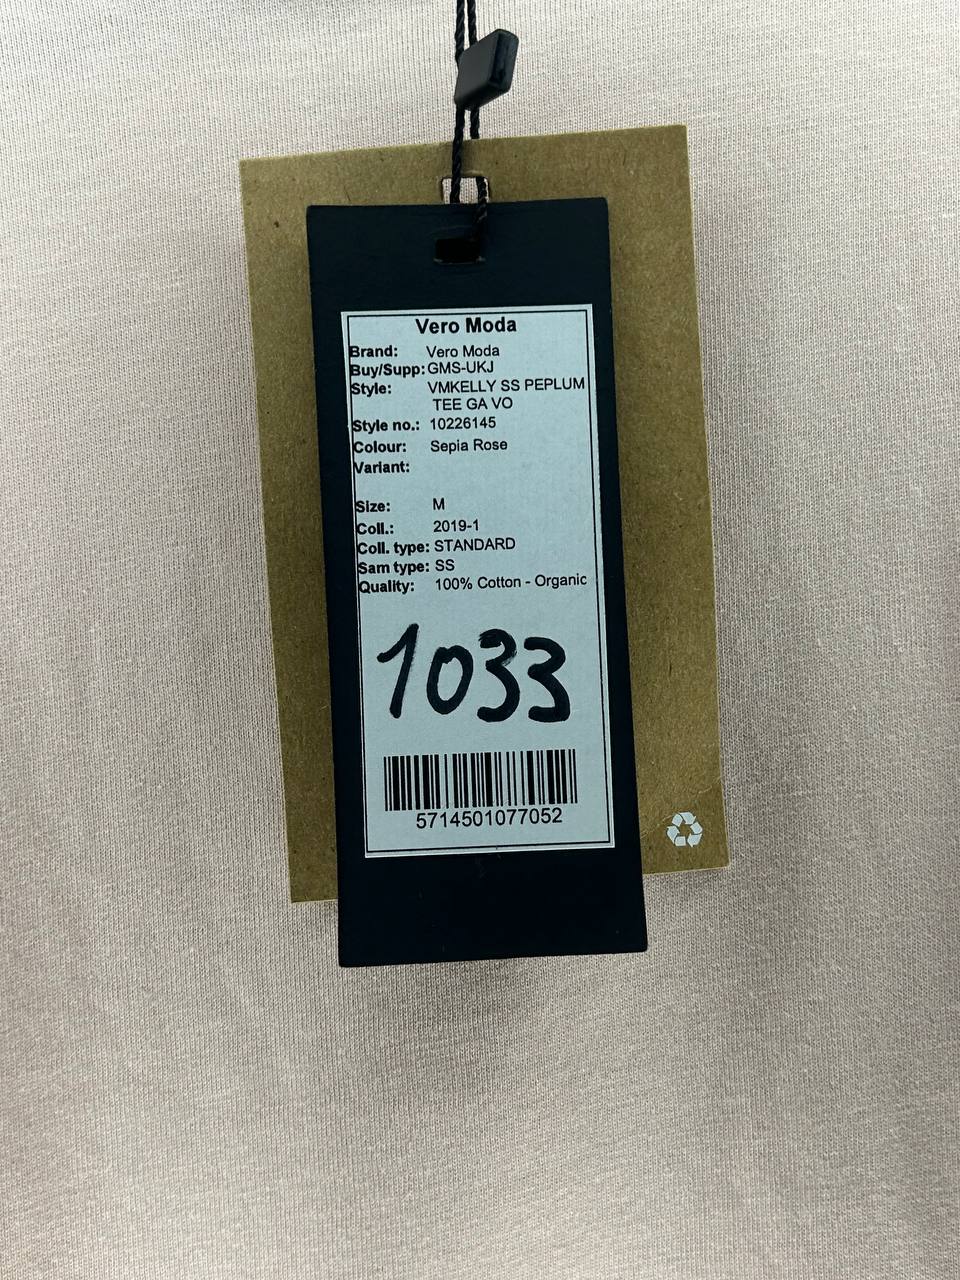 Vero Moda
Brand: Vero Moda
Buy/Supp: GMS-UKJ
Style: VMKELLY SS PEPLUM
TEE GA VO
Style no.: 10226145
Colour: Sepia Rose
Variant:
Size: M
Coll.: 2019-1
Coll. type: STANDARD
Sam type: SS
Quality: 100% Cotton - Organic
1033
5714501077052